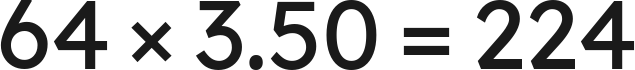 64 × 3.50 = 224